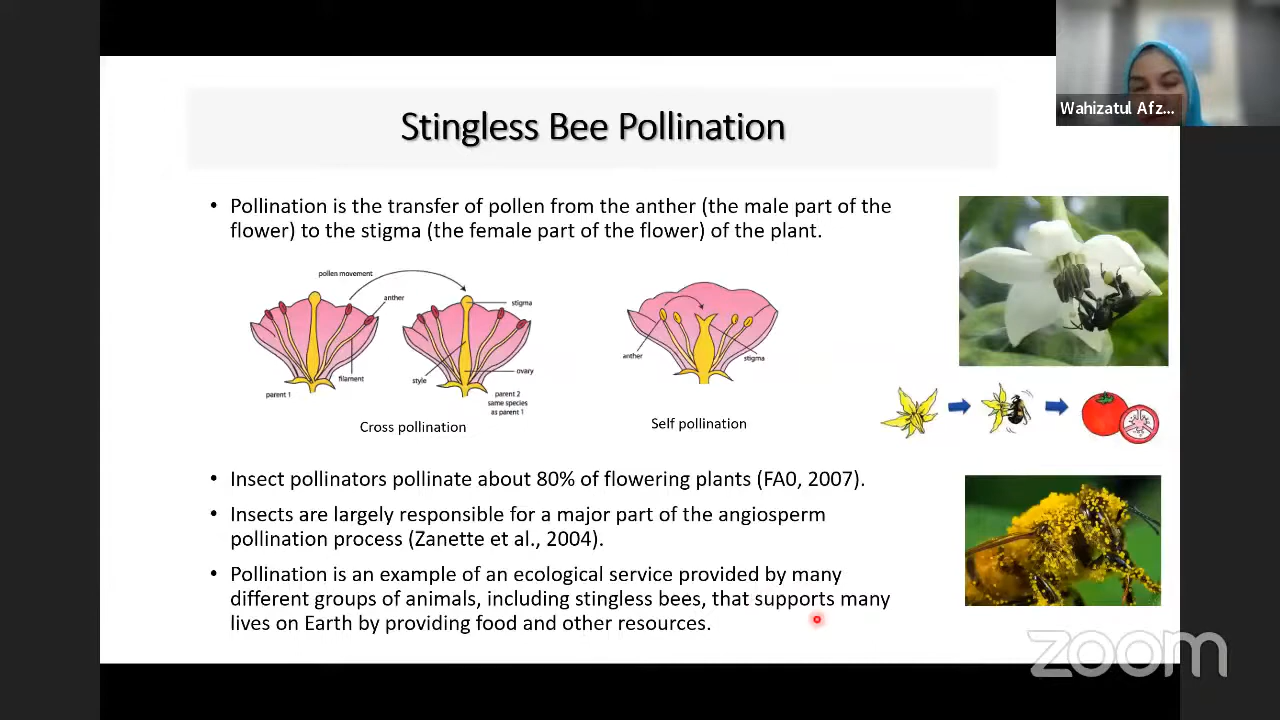 Wahizatul Afz...
Stingless Bee Pollination
• Pollination is the transfer of pollen from the anther (the male part of the
flower) to the stigma (the female part of the flower) of the plant.
pollen movement
anther
stigma
filament
style
ovary
parent 1
parent 2
same species
as parent 1
Cross pollination
anther
stigma
Self pollination
• Insect pollinators pollinate about 80% of flowering plants (FA0, 2007).
• Insects are largely responsible for a major part of the angiosperm
pollination process (Zanette et al., 2004).
• Pollination is an example of an ecological service provided by many
different groups of animals, including stingless bees, that supports many
lives on Earth by providing food and other resources.
zoom